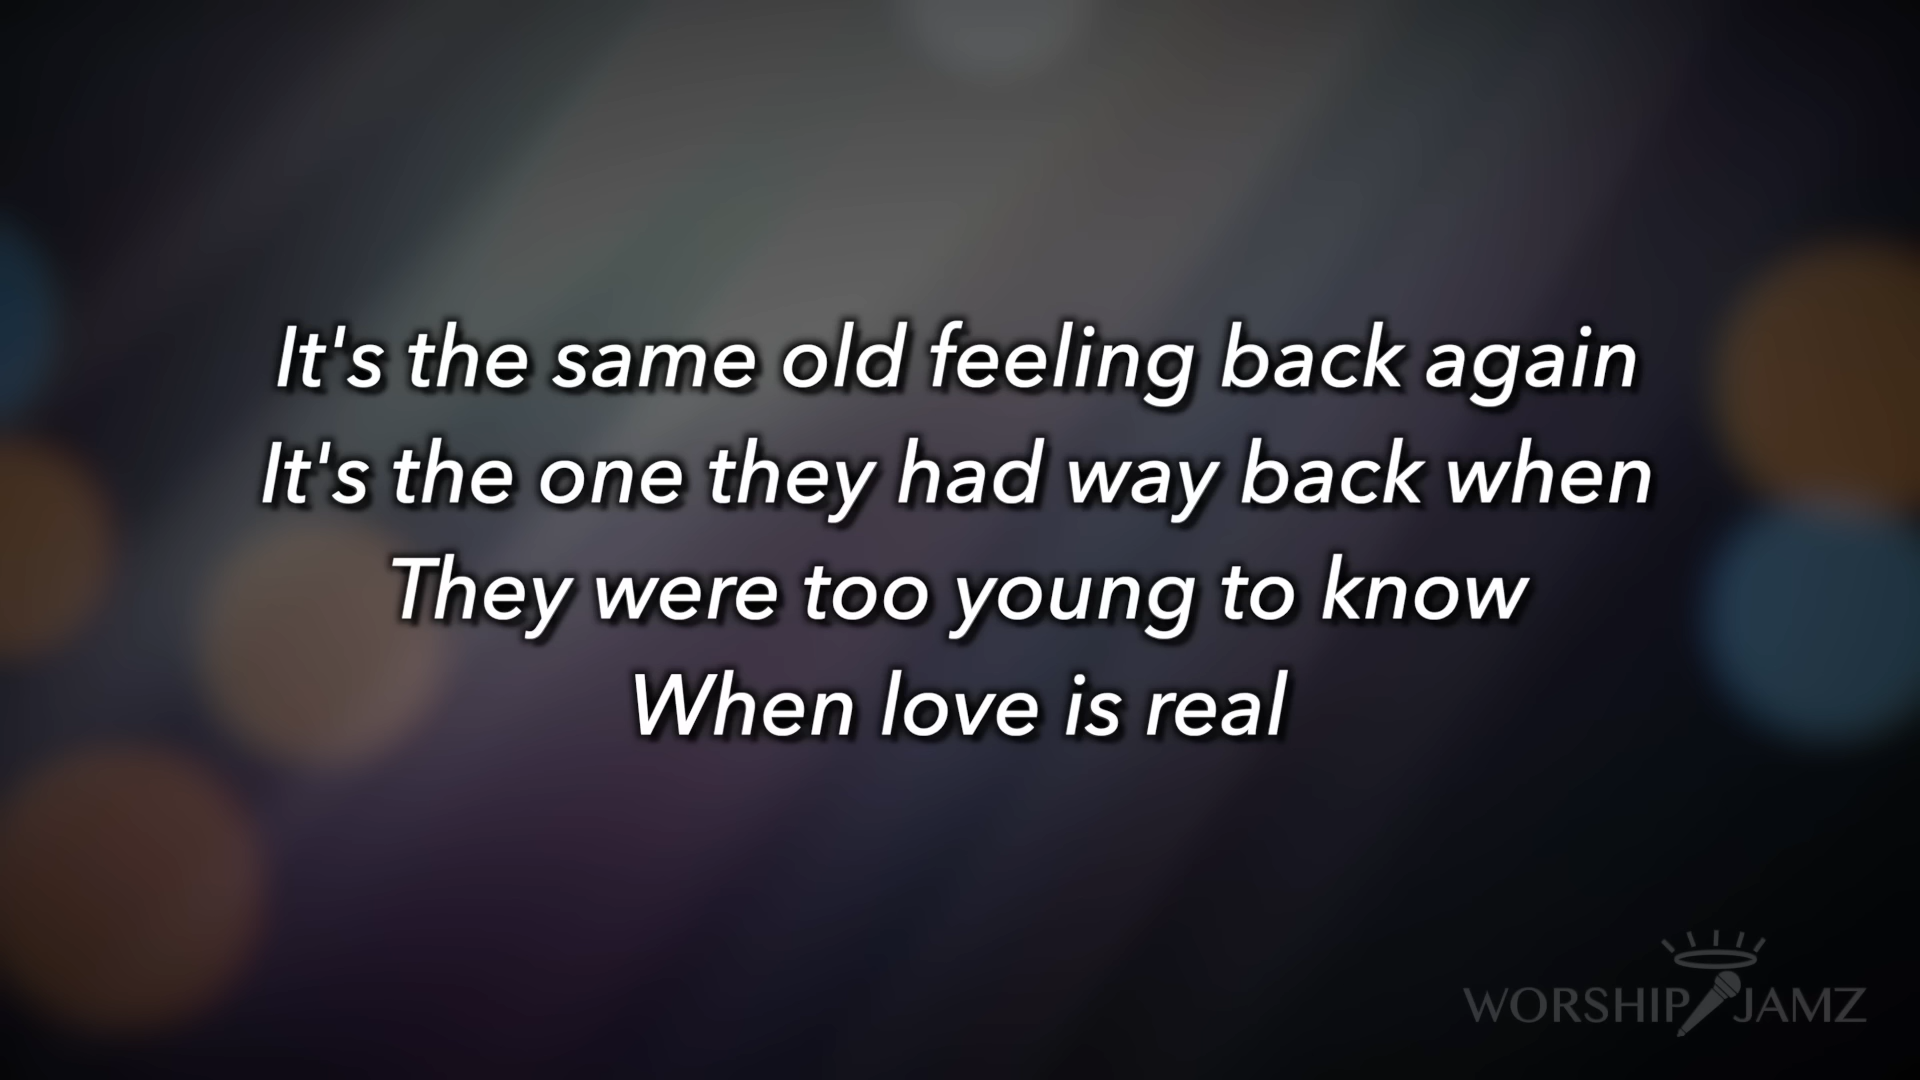 It's the same old feeling back again
It's the one they had way back when
They were too young to know
When love is real
WORSHIP JAMZ